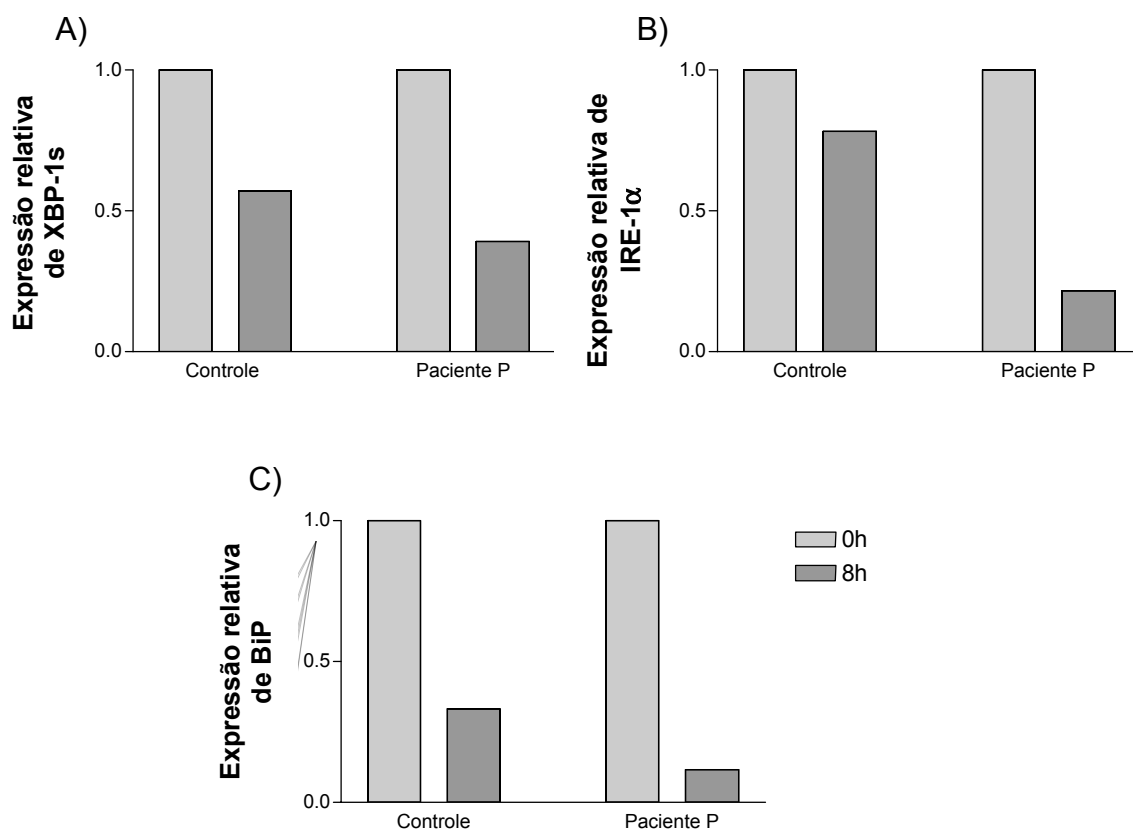 A)
Expressão relativa
de XBP-1s
1.0
0.5
0.0
Controle
Paciente P
B)
Expressão relativa de
IRE-1α
1.0
0.5
0.0
Controle
Paciente P
C)
Expressão relativa
de BiP
1.0
0.5
0.0
Controle
Paciente P
0h
8h